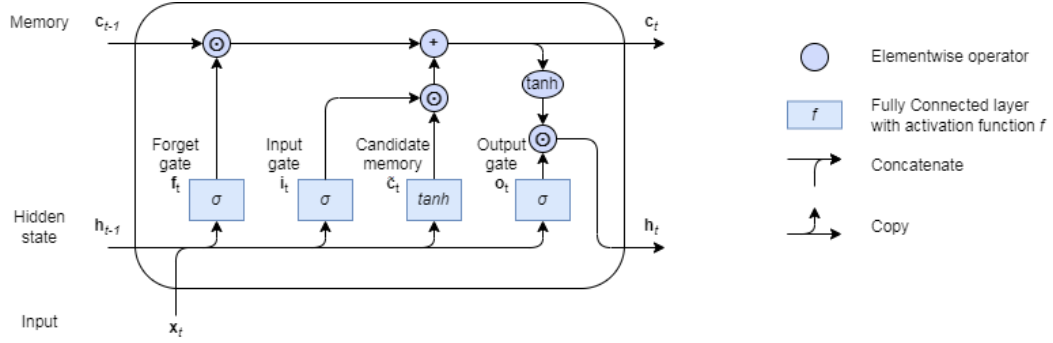 Memory
c_{t-1}
c_t
+
tanh
Elementwise operator
f
Fully Connected layer
with activation function f
Forget
gate
f_t
Input
gate
i_t
Candidate
memory
c̃_t
Output
gate
o_t
σ
σ
tanh
σ
Concatenate
Hidden
state
h_{t-1}
h_t
Copy
Input
x_t